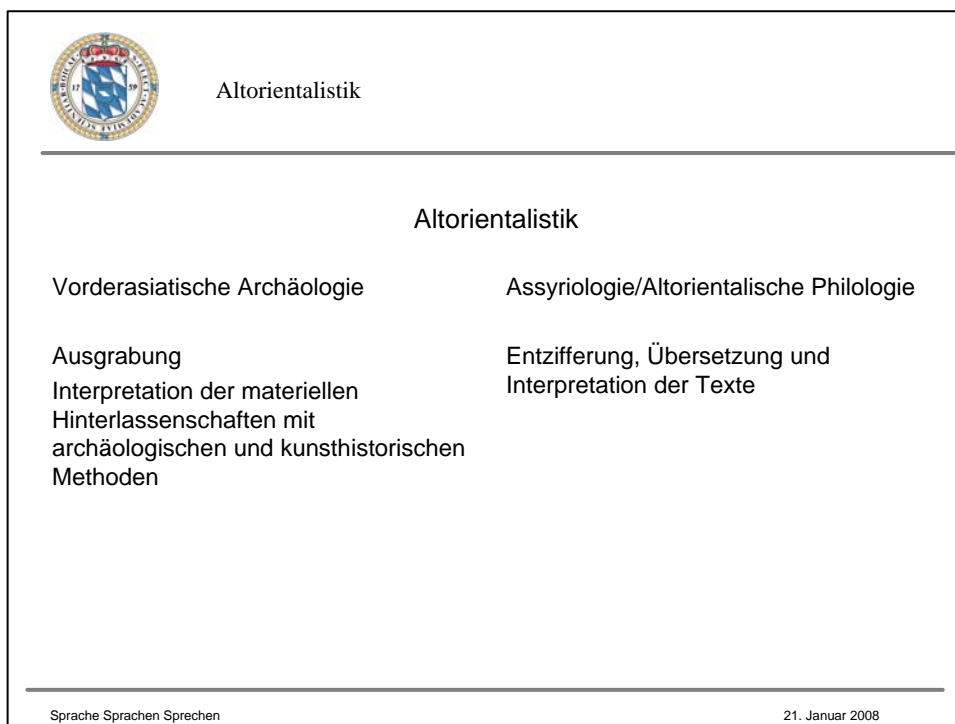 Altorientalistik
Altorientalistik
Vorderasiatische Archäologie
Ausgrabung
Interpretation der materiellen
Hinterlassenschaften mit
archäologischen und kunsthistorischen
Methoden
Assyriologie/Altorientalische Philologie
Entzifferung, Übersetzung und
Interpretation der Texte
Sprache Sprachen Sprechen
21. Januar 2008